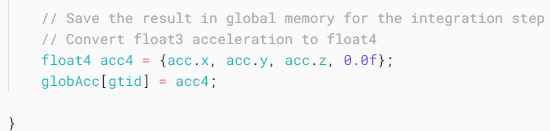 // Save the result in global memory for the integration step
// Convert float3 acceleration to float4
float4 acc4 = {acc.x, acc.y, acc.z, 0.0f};
globAcc[gtid] = acc4;
}